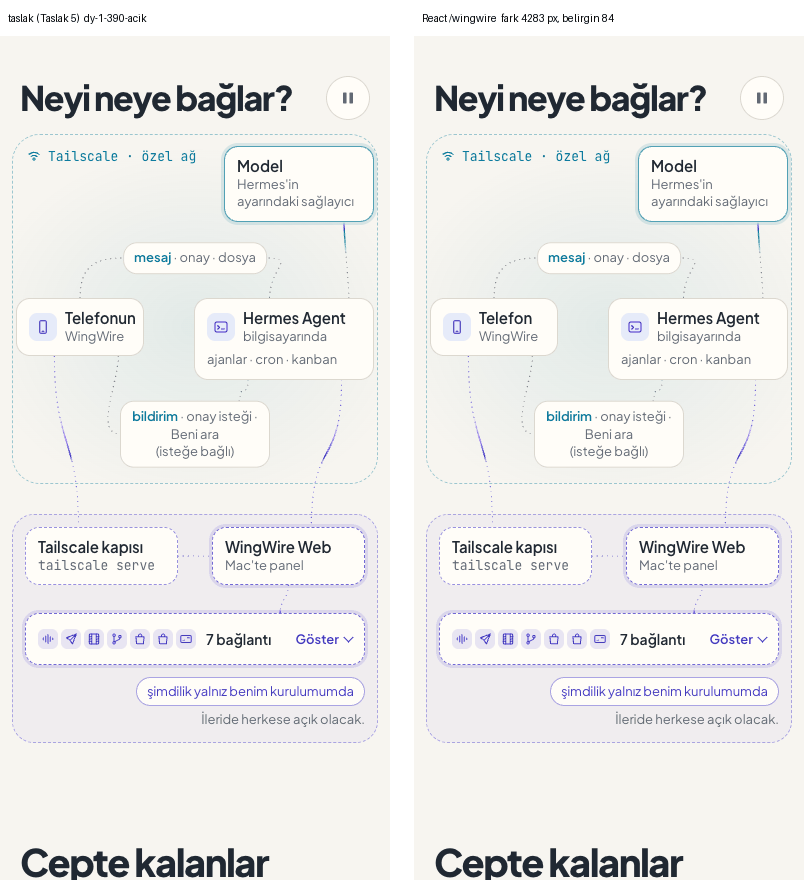 taslak (Taslak 5) dy-1-390-acik
Neyi neye bağlar?
Tailscale · özel ağ
Model
Hermes'in
ayarındaki sağlayıcı
mesaj · onay · dosya
Telefonun
WingWire
Hermes Agent
bilgisayarında
ajanlar · cron · kanban
bildirim · onay isteği ·
Beni ara
(isteğe bağlı)
Tailscale kapısı
tailscale serve
WingWire Web
Mac'te panel
7 bağlantı
Göster
şimdilik yalnız benim kurulumumda
İleride herkese açık olacak.
Cepte kalanlar
React /wingwire fark 4283 px, belirgin 84
Neyi neye bağlar?
Tailscale · özel ağ
Model
Hermes'in
ayarındaki sağlayıcı
mesaj · onay · dosya
Telefon
WingWire
Hermes Agent
bilgisayarında
ajanlar · cron · kanban
bildirim · onay isteği ·
Beni ara
(isteğe bağlı)
Tailscale kapısı
tailscale serve
WingWire Web
Mac'te panel
7 bağlantı
Göster
şimdilik yalnız benim kurulumumda
İleride herkese açık olacak.
Cepte kalanlar